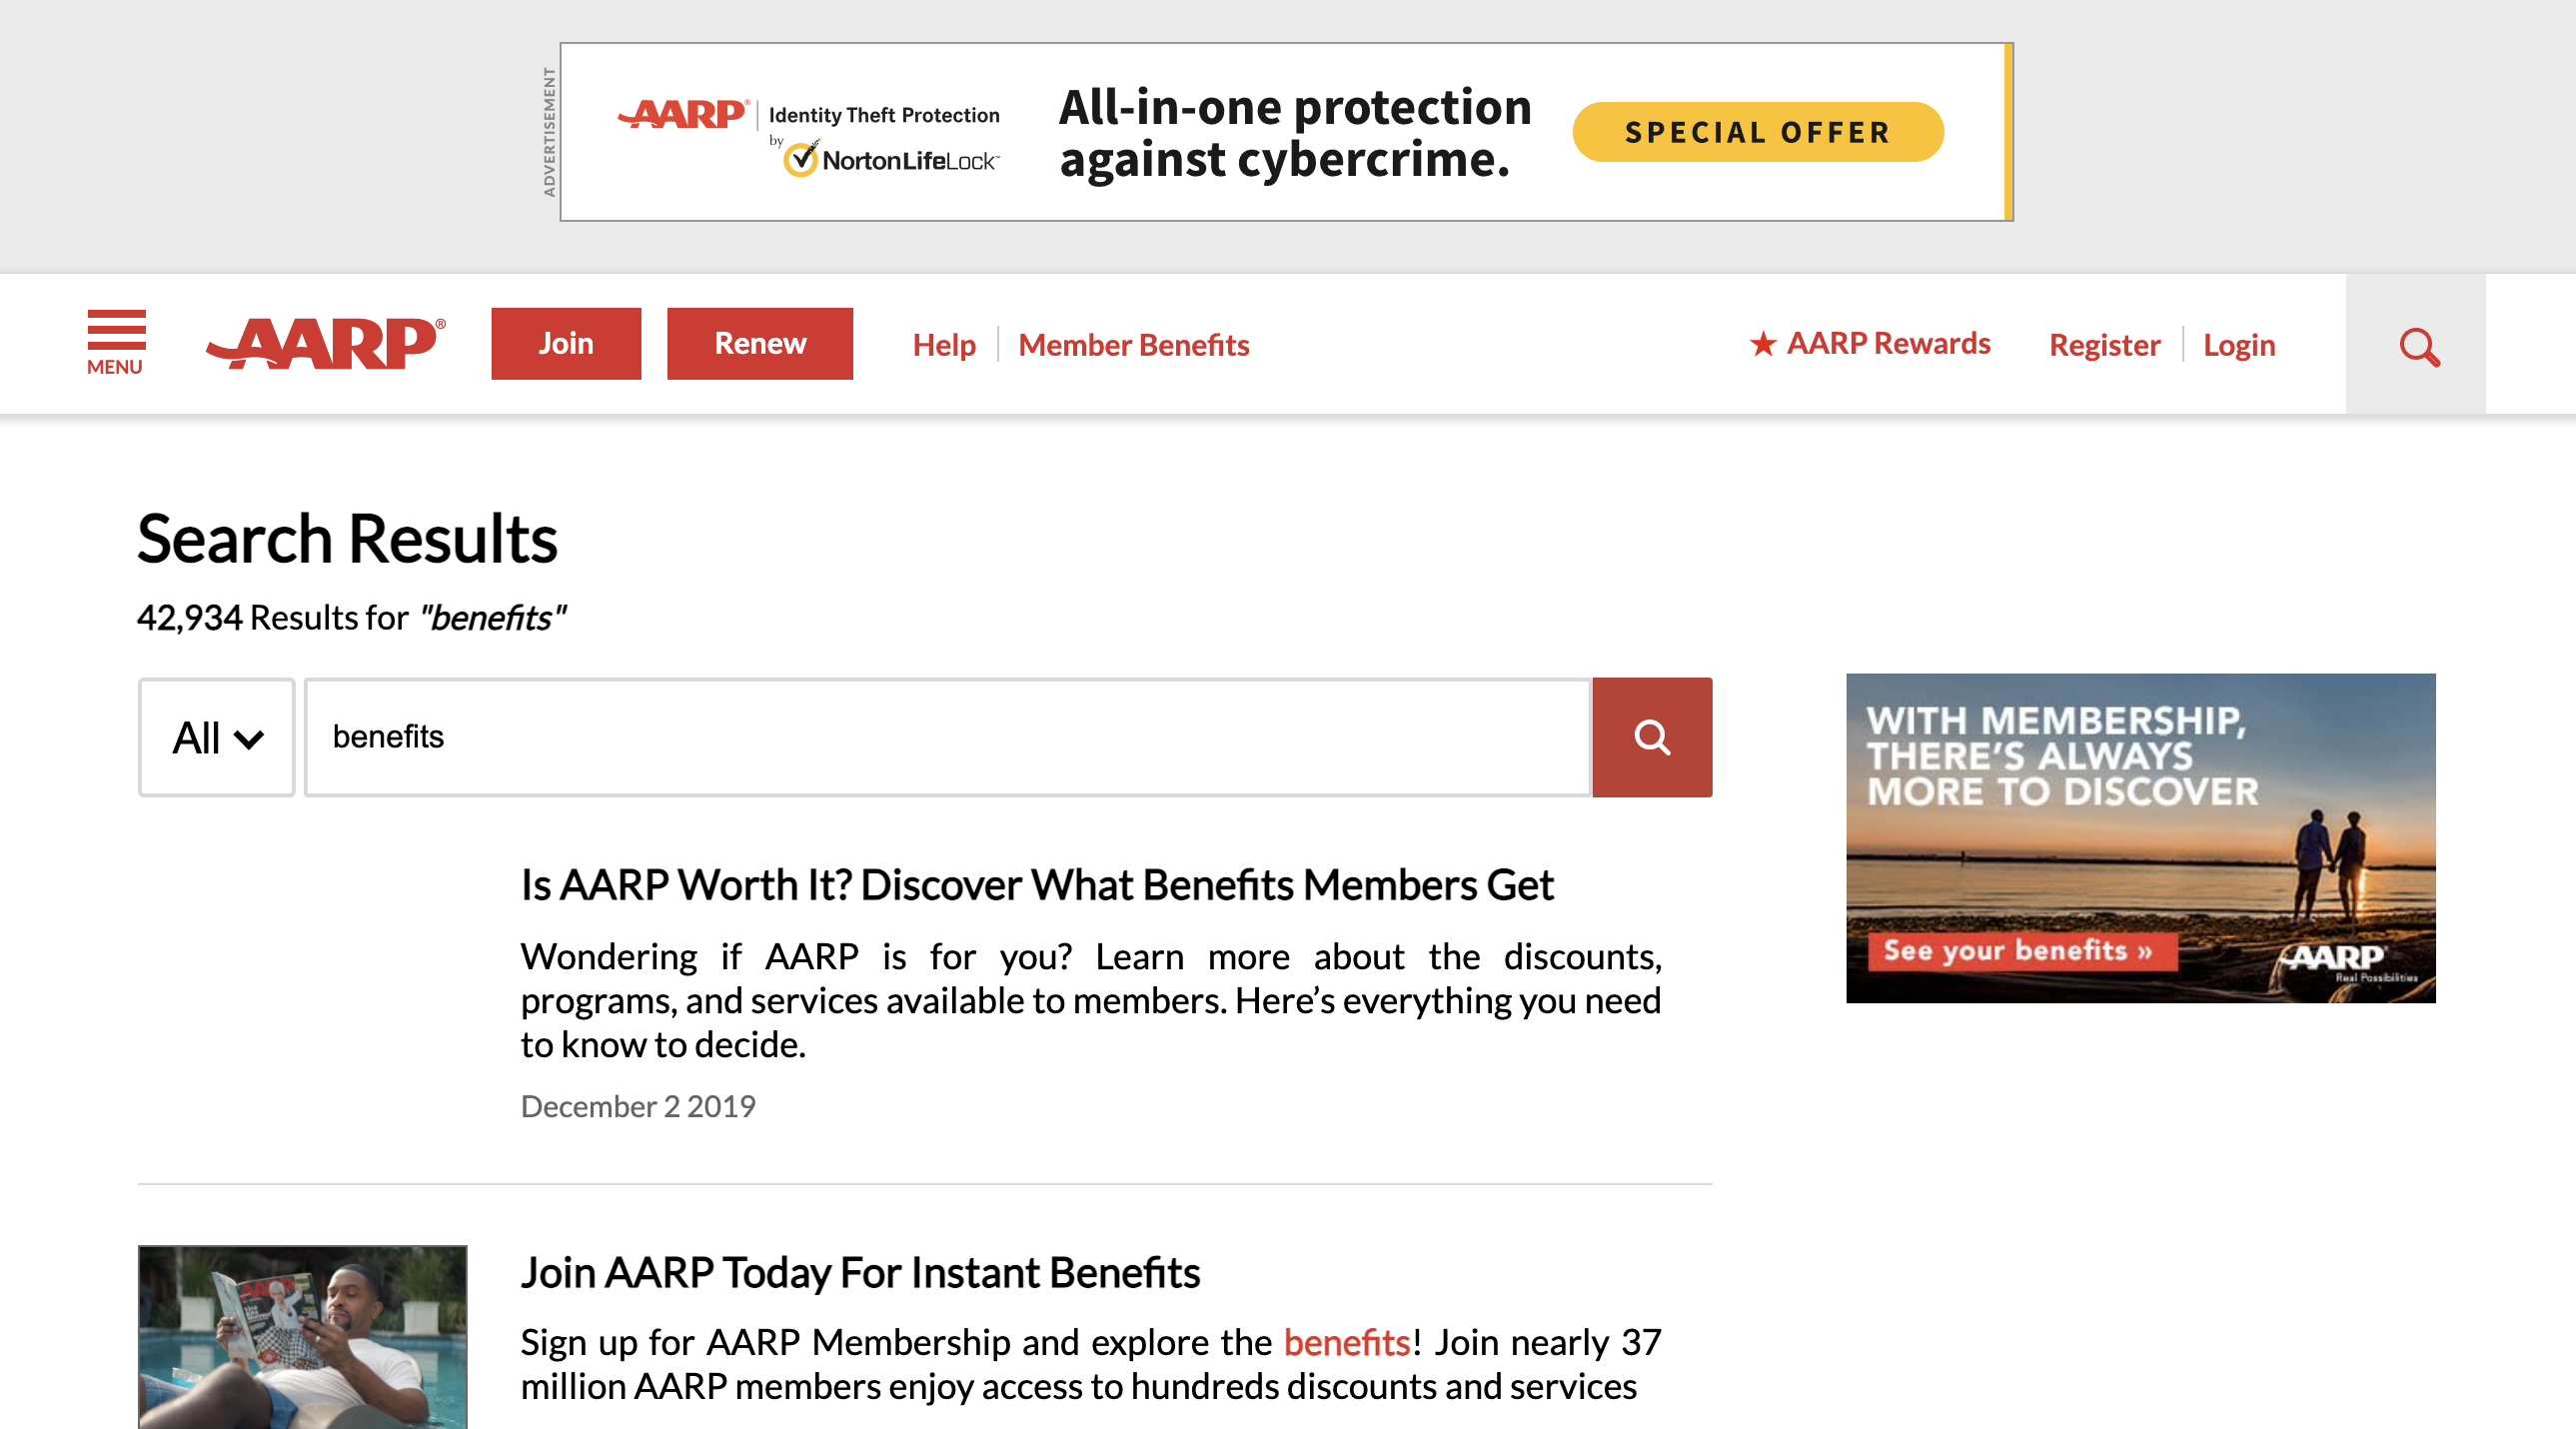 ADVERTISEMENT
AARP® Identity Theft Protection
by NortonLifeLock™
All-in-one protection
against cybercrime.
SPECIAL OFFER
MENU
AARP®
Join
Renew
Help
Member Benefits
★ AARP Rewards
Register
Login
Search Results
42,934 Results for "benefits"
All
benefits
WITH MEMBERSHIP,
THERE'S ALWAYS
MORE TO DISCOVER
See your benefits »
AARP®
Real Possibilities
Is AARP Worth It? Discover What Benefits Members Get
Wondering if AARP is for you? Learn more about the discounts,
programs, and services available to members. Here’s everything you need
to know to decide.
December 2 2019
AARP
Join AARP Today For Instant Benefits
Sign up for AARP Membership and explore the benefits! Join nearly 37
million AARP members enjoy access to hundreds discounts and services